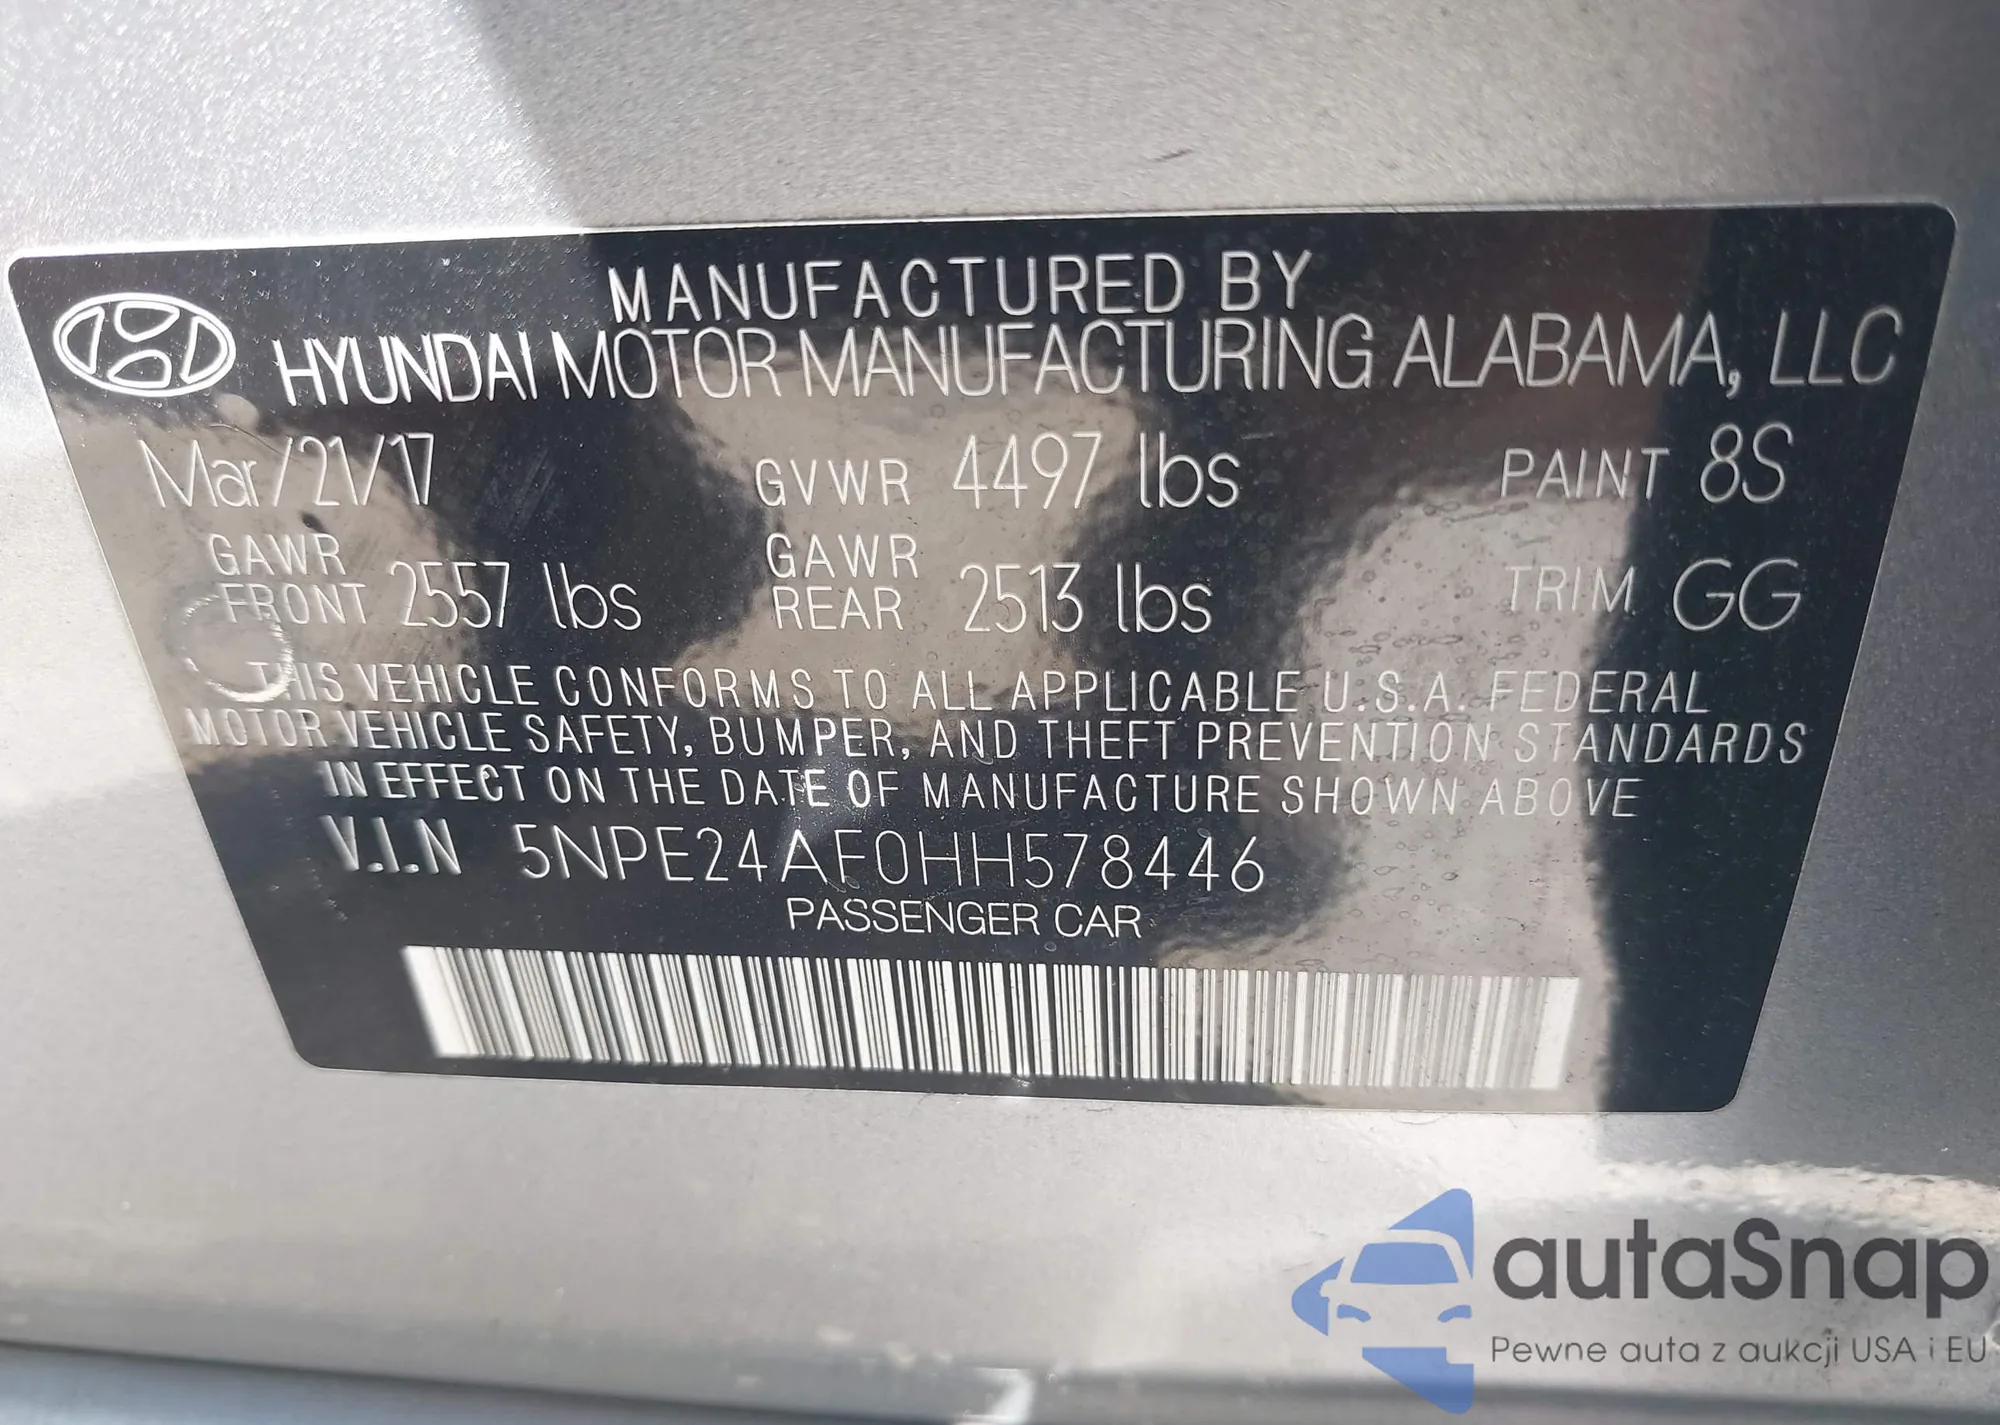 MANUFACTURED BY
HYUNDAI MOTOR MANUFACTURING ALABAMA, LLC
Mar/21/17 GVWR 4497 lbs PAINT 8S
GAWR FRONT 2557 lbs GAWR REAR 2513 lbs TRIM GG
THIS VEHICLE CONFORMS TO ALL APPLICABLE U.S.A. FEDERAL
MOTOR VEHICLE SAFETY, BUMPER, AND THEFT PREVENTION STANDARDS
IN EFFECT ON THE DATE OF MANUFACTURE SHOWN ABOVE
V.I.N 5NPE24AF0HH578446
PASSENGER CAR
autaSnap
Pewne auta z aukcji USA i EU